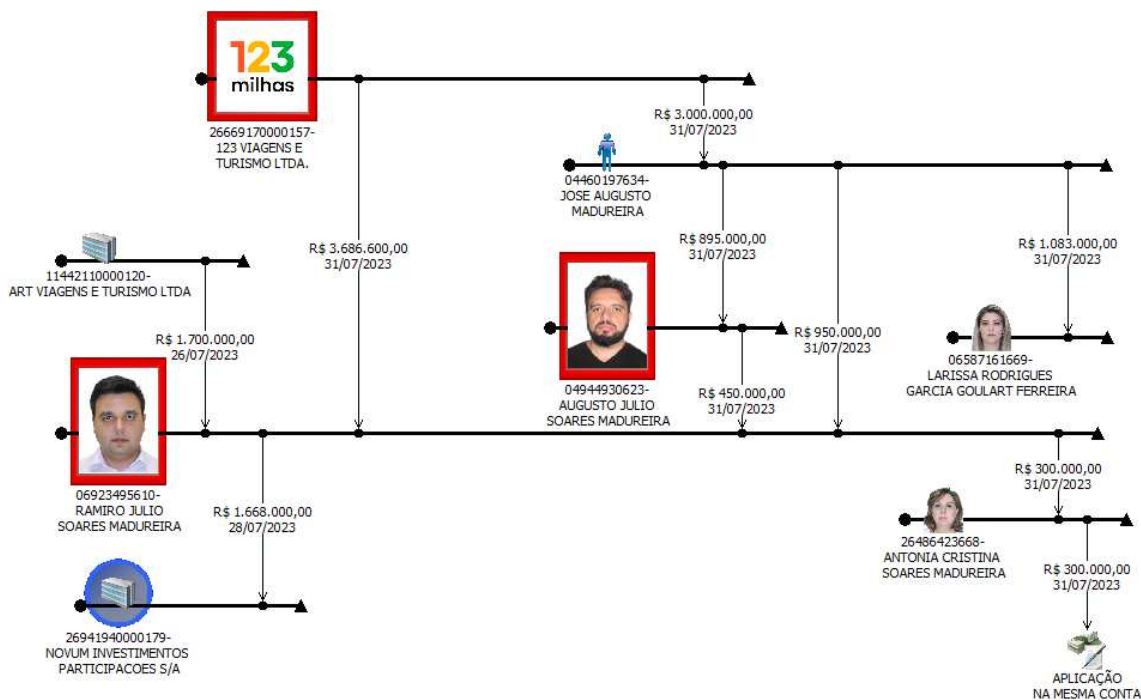 123
milhas
26669170000157-
123 VIAGENS E
TURISMO LTDA.
R$ 3.000.000,00
31/07/2023
04460197634-
JOSE AUGUSTO
MADUREIRA
R$ 3.686.600,00
31/07/2023
R$ 895.000,00
31/07/2023
R$ 1.083.000,00
31/07/2023
11442110000120-
ART VIAGENS E TURISMO LTDA
R$ 1.700.000,00
26/07/2023
R$ 950.000,00
31/07/2023
04944930623-
AUGUSTO JULIO
SOARES MADUREIRA
R$ 450.000,00
31/07/2023
06587161669-
LARISSA RODRIGUES
GARCIA GOULART FERREIRA
06923495610-
RAMIRO JULIO
SOARES MADUREIRA
R$ 1.668.000,00
28/07/2023
R$ 300.000,00
31/07/2023
26486423668-
ANTONIA CRISTINA
SOARES MADUREIRA
R$ 300.000,00
31/07/2023
26941940000179-
NOVUM INVESTIMENTOS
PARTICIPACOES S/A
APLICAÇÃO
NA MESMA CONTA